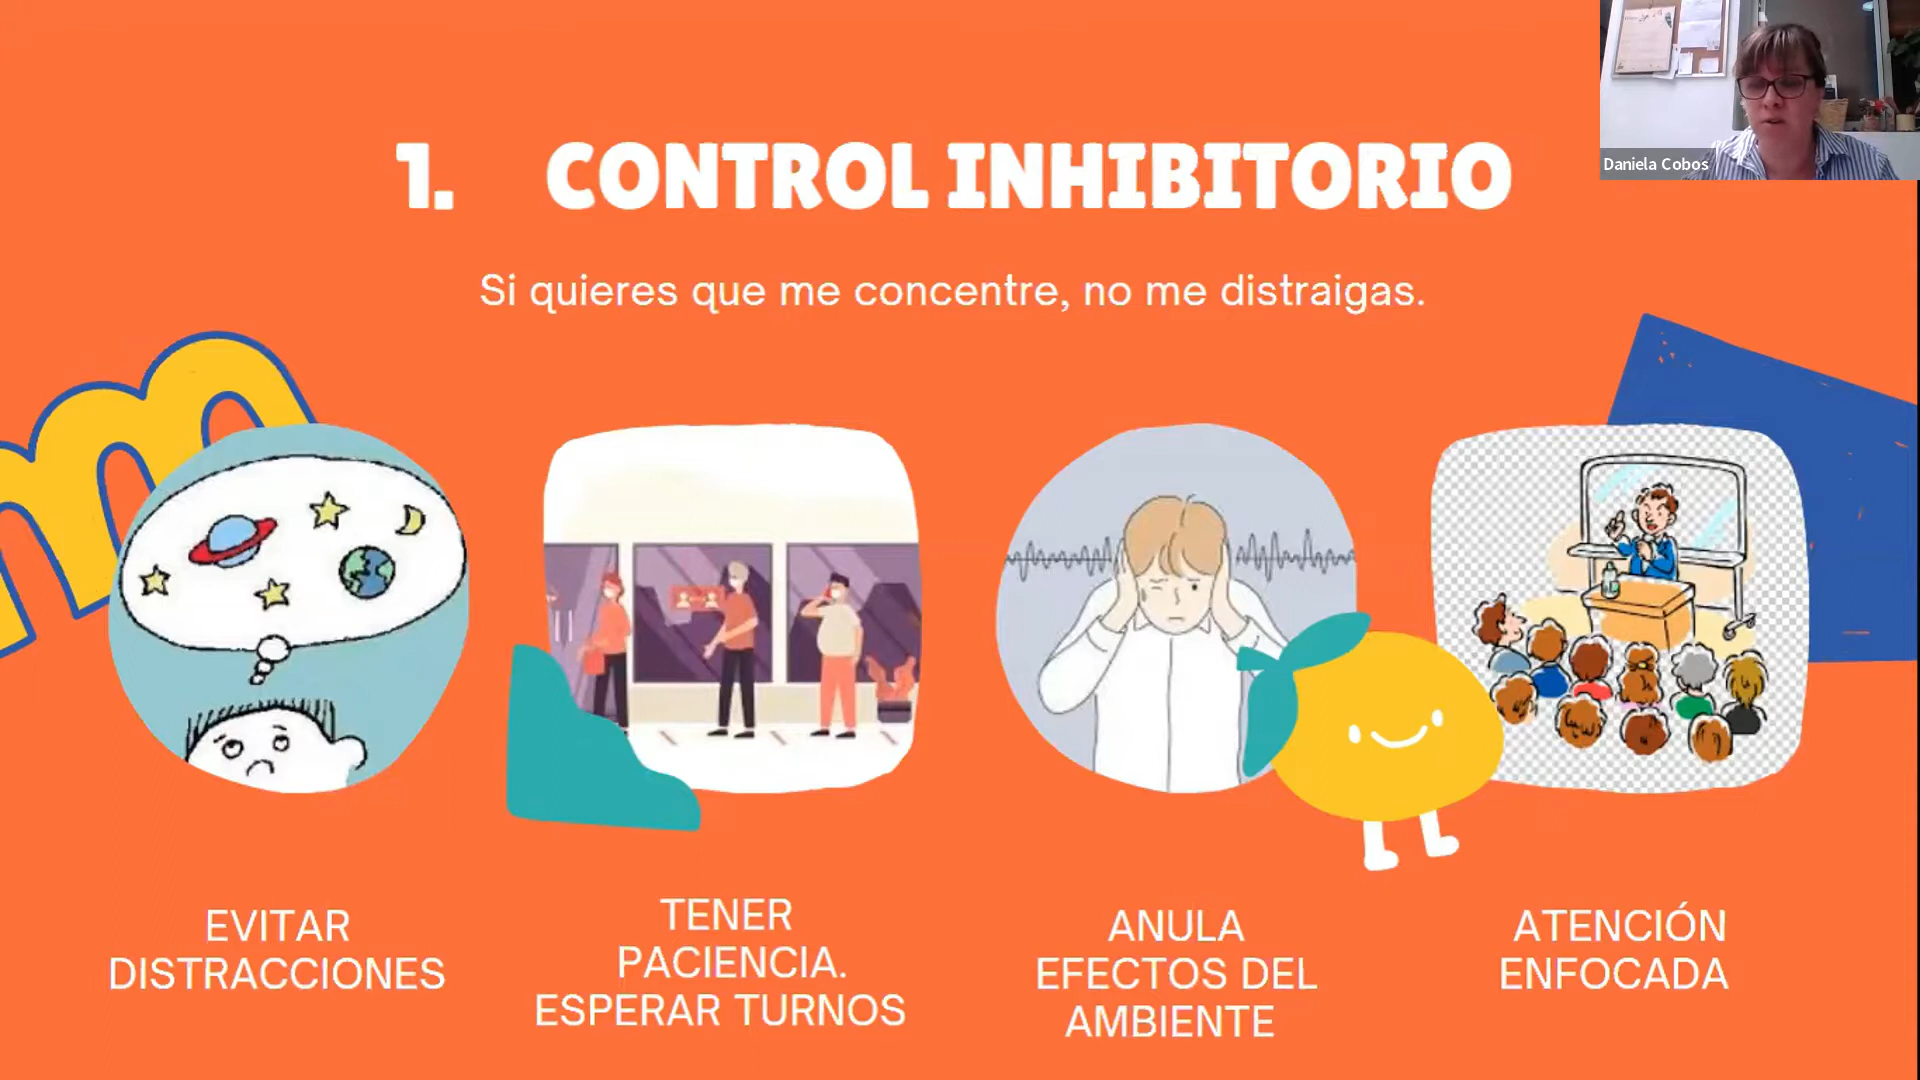 Daniela Cobos
1. CONTROL INHIBITORIO
Si quieres que me concentre, no me distraigas.
m
EVITAR
DISTRACCIONES
TENER
PACIENCIA.
ESPERAR TURNOS
ANULA
EFECTOS DEL
AMBIENTE
ATENCIÓN
ENFOCADA